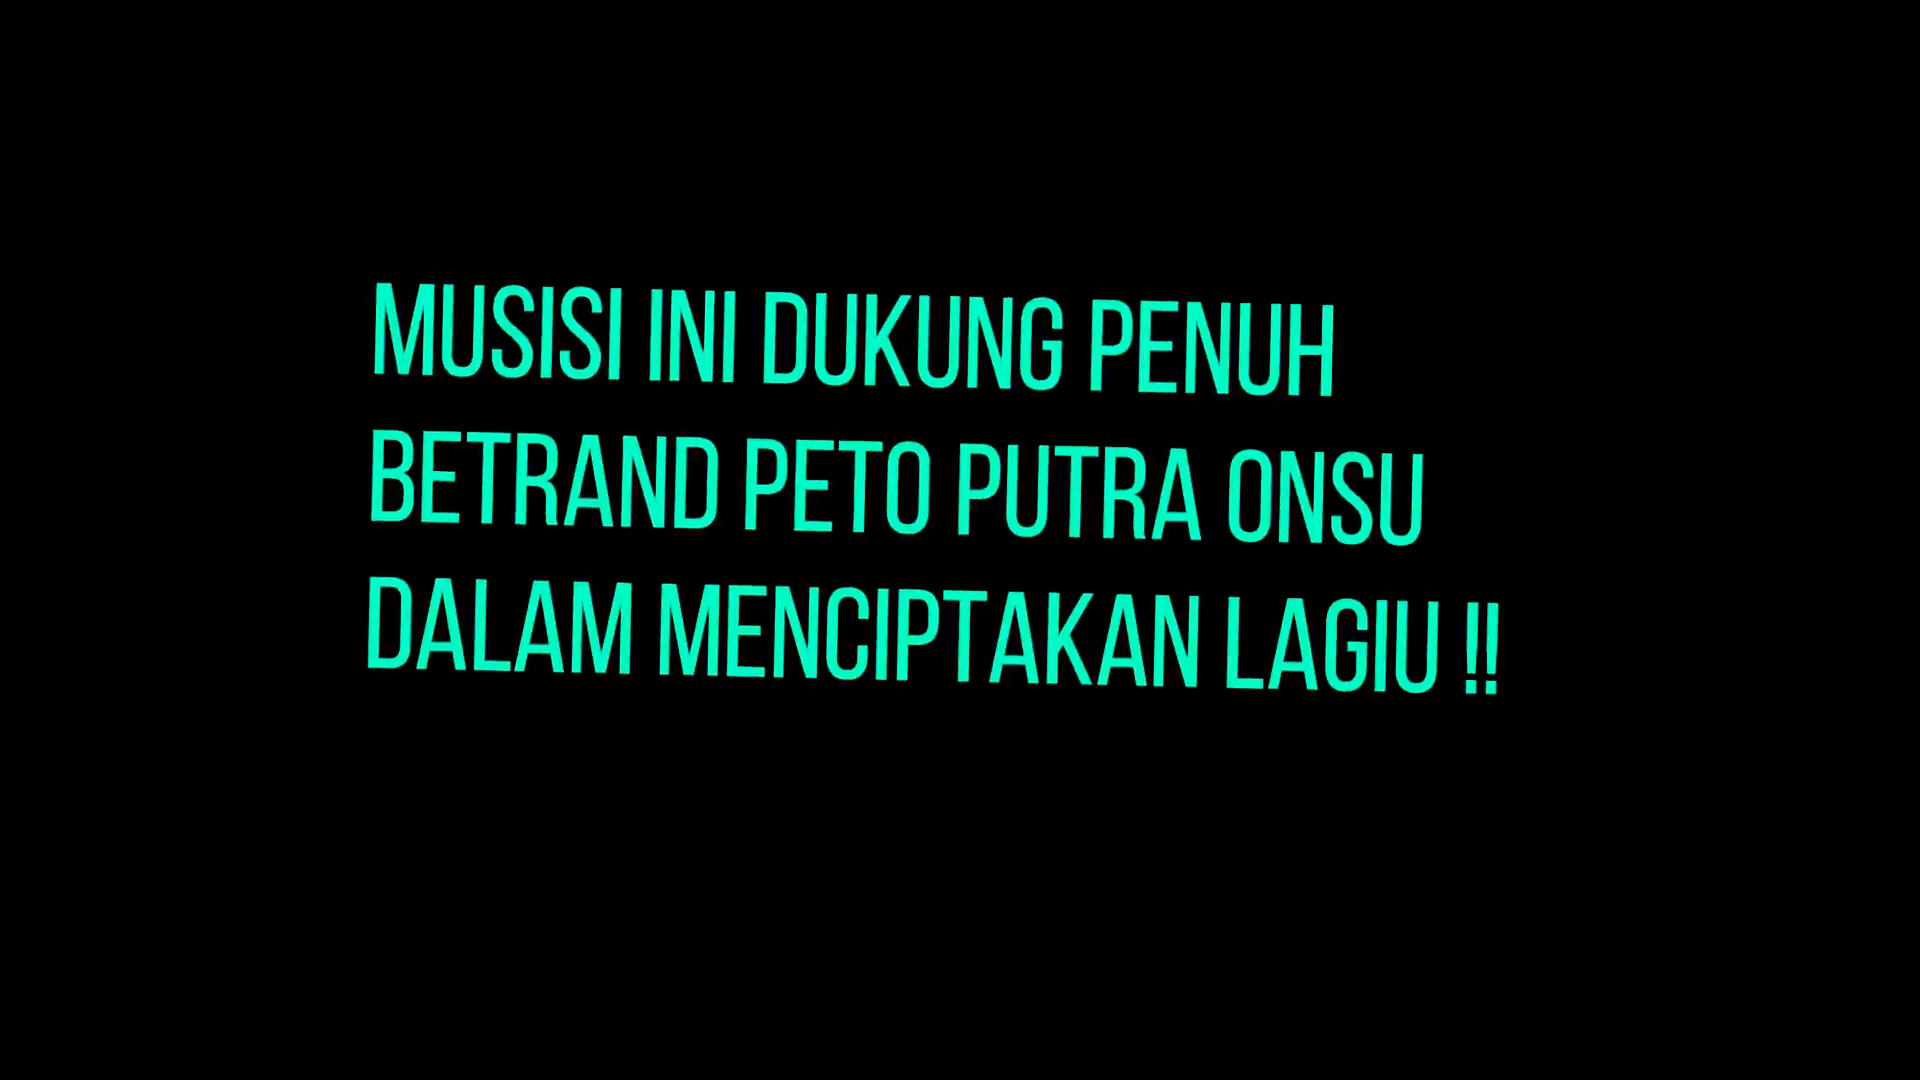 MUSISI INI DUKUNG PENUH
BETRAND PETO PUTRA ONSU
DALAM MENCIPTAKAN LAGIU !!